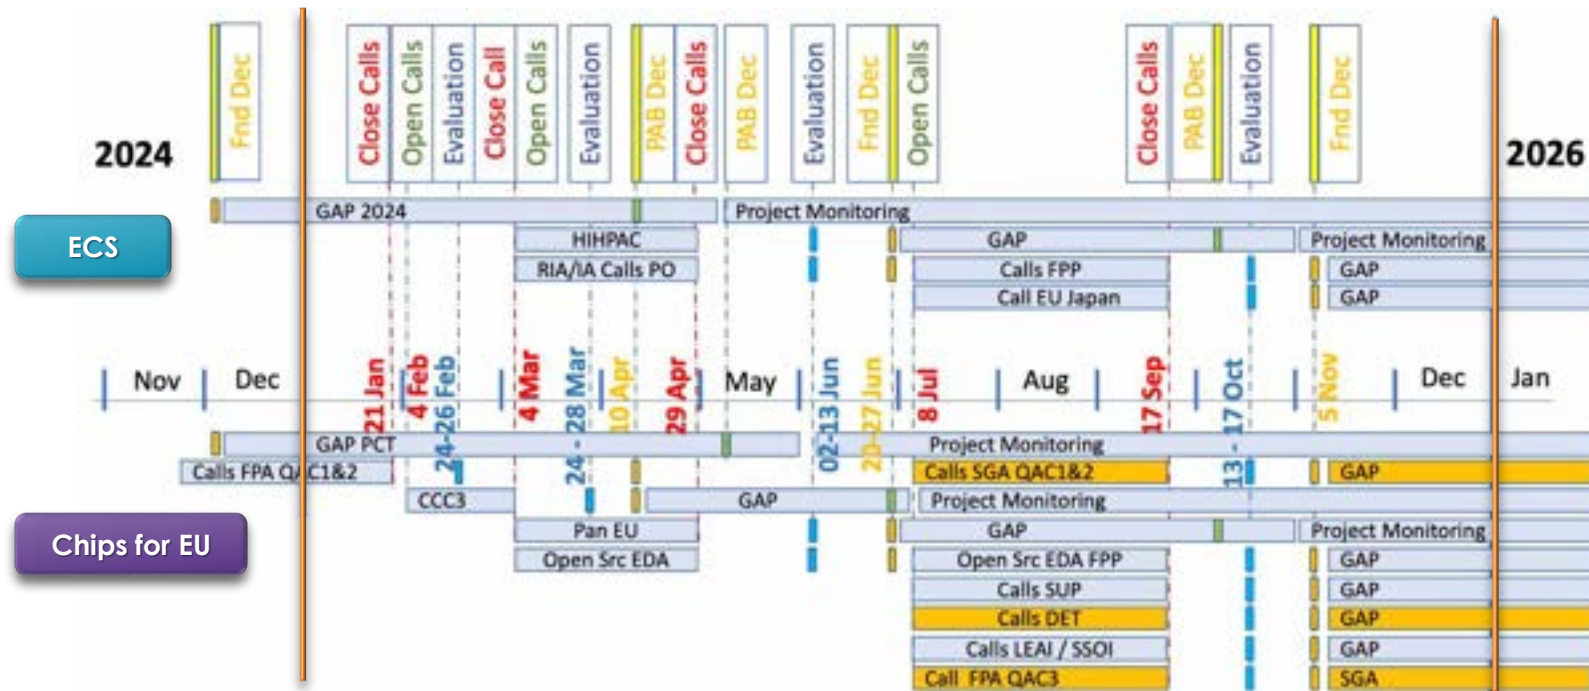 Fnd Dec
Close Calls
Open Calls
Evaluation
Close Call
Open Calls
Evaluation
PAB Dec
Close Calls
PAB Dec
Evaluation
Fnd Dec
Open Calls
Close Calls
PAB Dec
Evaluation
Fnd Dec
2024
2026
ECS
GAP 2024
Project Monitoring
HIHPAC
GAP
Project Monitoring
RIA/IA Calls PO
Calls FPP
GAP
Call EU Japan
GAP
Nov
Dec
21 Jan
4 Feb
24-26 Feb
4 Mar
24 - 28 Mar
10 Apr
29 Apr
May
02-13 Jun
20-27 Jun
8 Jul
Aug
17 Sep
13 - 17 Oct
5 Nov
Dec
Jan
Chips for EU
GAP PCT
Project Monitoring
Calls FPA QAC1&2
Calls SGA QAC1&2
GAP
CCC3
GAP
Project Monitoring
Pan EU
GAP
Project Monitoring
Open Src EDA
Open Src EDA FPP
GAP
Calls SUP
GAP
Calls DET
GAP
Calls LEAI / SSOI
GAP
Call FPA QAC3
SGA